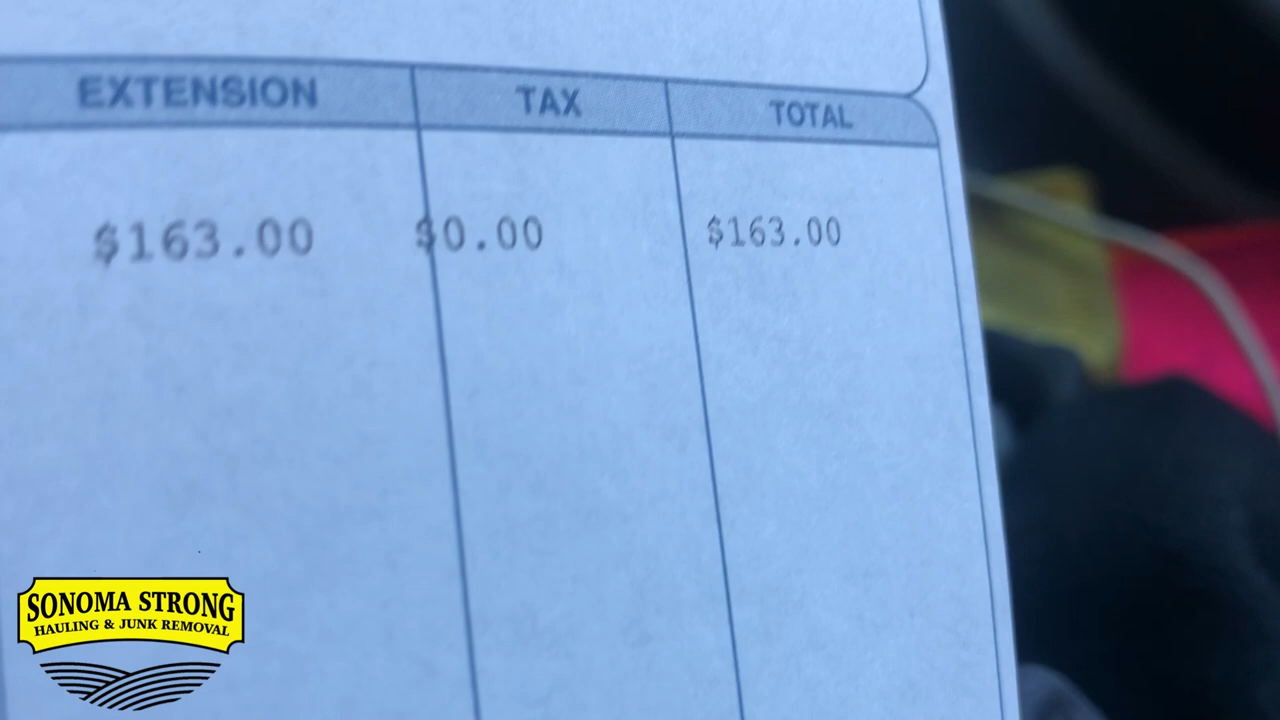 EXTENSION TAX TOTAL
$163.00 $0.00 $163.00
SONOMA STRONG
HAULING & JUNK REMOVAL